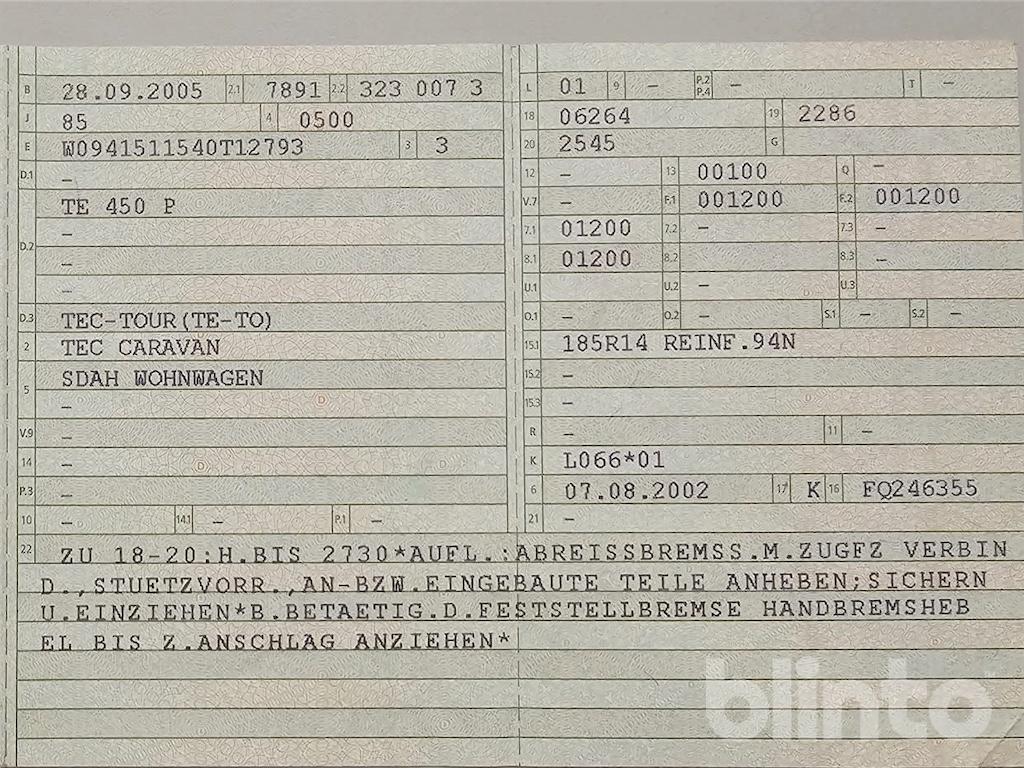 B 28.09.2005 2.1 7891 2.2 323 007 3
J 85 4 0500
E W0941511540T12793 3 3
D.1 –
D.2 TE 450 P
–
–
–
D.3 TEC-TOUR(TE-TO)
2 TEC CARAVAN
5 SDAH WOHNWAGEN
–
V.9 –
14 –
P.3 –
10 – 14.1 – P.1 –
L 01 9 – P.2 P.4 – T –
18 06264 19 2286
20 2545 G
12 – 13 00100 Q –
V.7 – F.1 001200 F.2 001200
7.1 01200 7.2 – 7.3 –
8.1 01200 8.2 8.3 –
U.1 U.2 – U.3
O.1 – O.2 – S.1 – S.2 –
15.1 185R14 REINF.94N
15.2 –
15.3 –
R – 11 –
K L066*01
6 07.08.2002 17 K 16 FQ246355
21 –
22 ZU 18-20:H.BIS 2730*AUFL.:ABREISSBREMSS.M.ZUGFZ VERBIN
D.,STUETZVORR.,AN-BZW.EINGEBAUTE TEILE ANHEBEN;SICHERN
U.EINZIEHEN*B.BETAETIG.D.FESTSTELLBREMSE HANDBREMSHEB
EL BIS Z.ANSCHLAG ANZIEHEN*
blinto